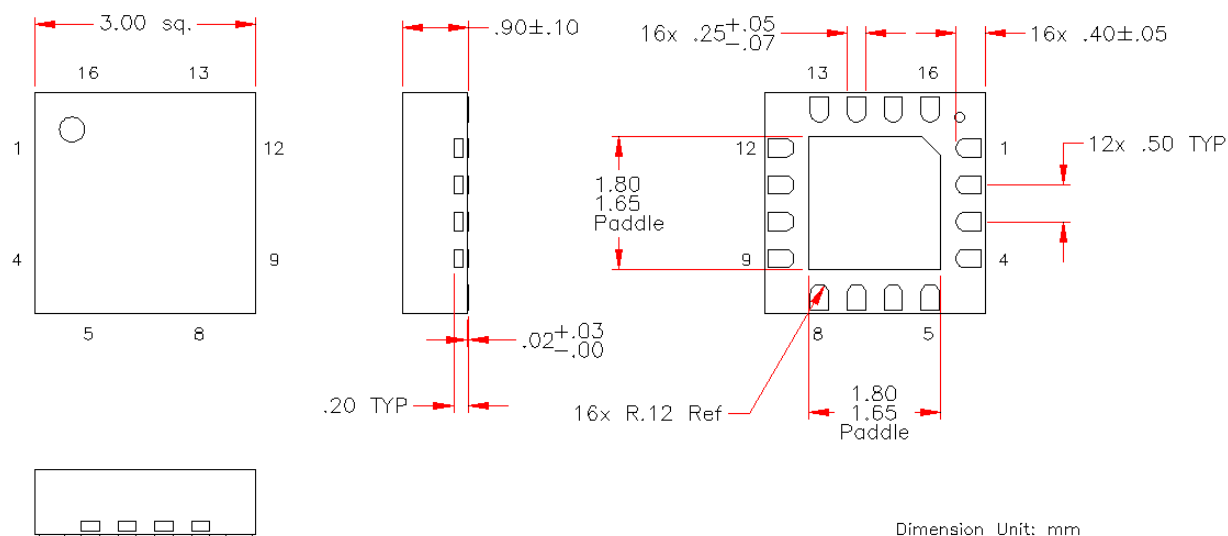 3.00 sq.
16 13
1 12
4 9
5 8
.90±.10
.02+.03
-.00
.20 TYP
16x .25+.05
-.07
16x .40±.05
13 16
12 1
12x .50 TYP
1.80
1.65
Paddle
9 4
8 5
16x R.12 Ref
1.80
1.65
Paddle
Dimension Unit: mm